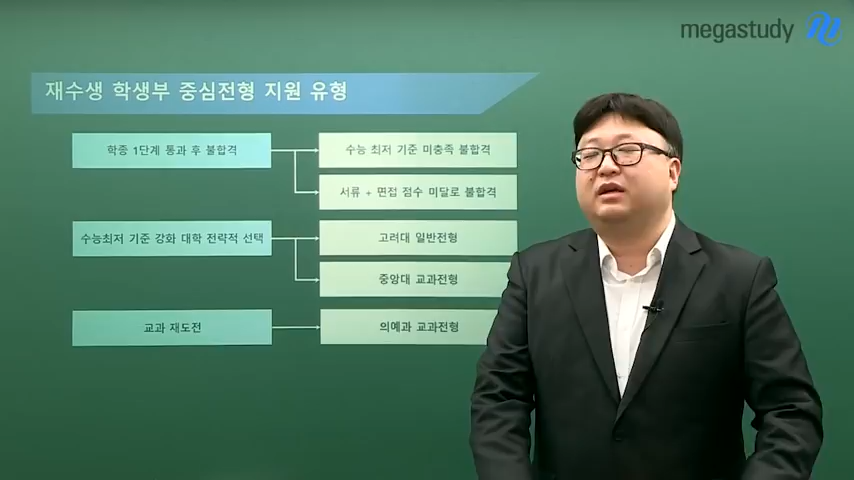 megastudy
재수생 학생부 중심전형 지원 유형
학종 1단계 통과 후 불합격
수능 최저 기준 미충족 불합격
서류 + 면접 점수 미달로 불합격
수능최저 기준 강화 대학 전략적 선택
고려대 일반전형
중앙대 교과전형
교과 재도전
의예과 교과전형